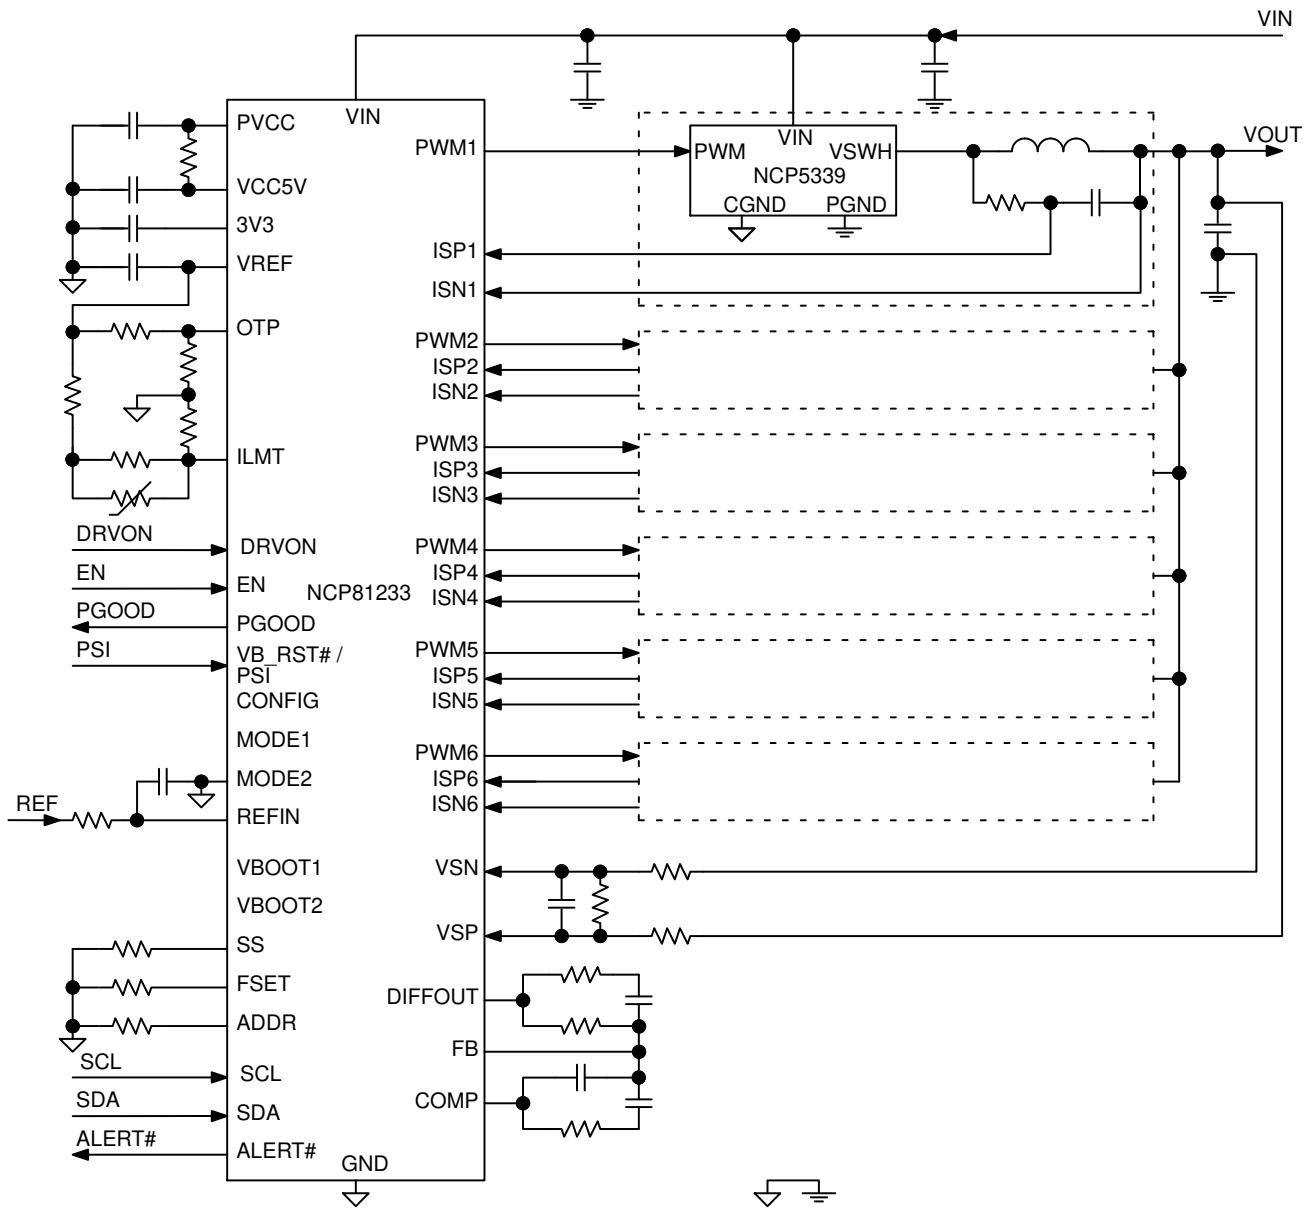 VIN
VIN
PVCC
PWM1
PWM
VIN
VSWH
VOUT
NCP5339
VCC5V
CGND
PGND
3V3
ISP1
VREF
ISN1
OTP
PWM2
ISP2
ISN2
PWM3
ILMT
ISP3
ISN3
DRVON
DRVON
PWM4
EN
EN
ISP4
NCP81233
ISN4
PGOOD
PGOOD
PSI
VB_RST# /
PSI
PWM5
ISP5
CONFIG
ISN5
MODE1
PWM6
MODE2
ISP6
REF
REFIN
ISN6
VBOOT1
VSN
VBOOT2
VSP
SS
FSET
DIFFOUT
ADDR
FB
SCL
SCL
SDA
SDA
COMP
ALERT#
ALERT#
GND